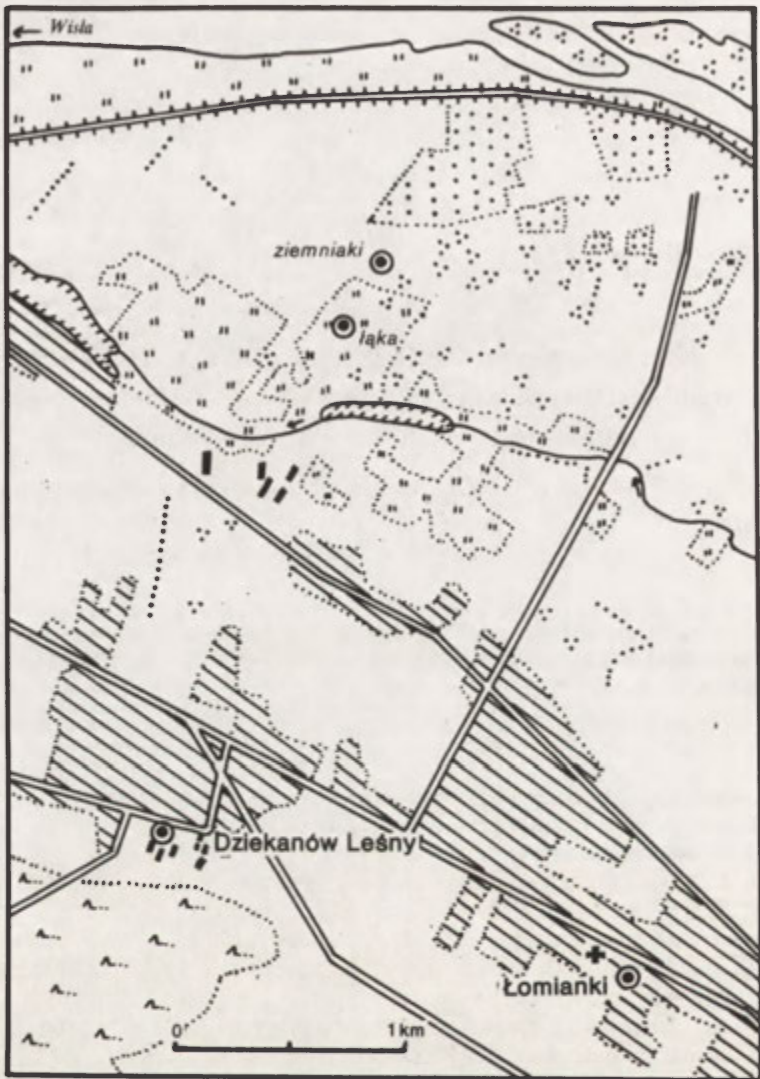 ← Wisła
ziemniaki
łąka
Dziekanów Leśny
Łomianki
0 1 km